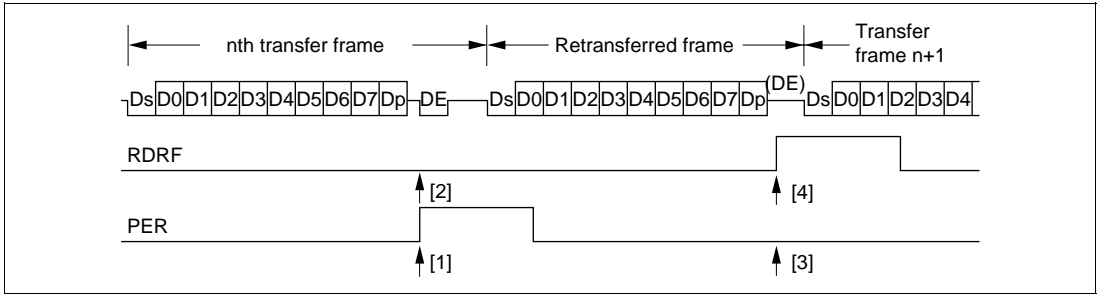 nth transfer frame Retransferred frame Transfer
frame n+1
Ds D0 D1 D2 D3 D4 D5 D6 D7 Dp DE Ds D0 D1 D2 D3 D4 D5 D6 D7 Dp (DE) Ds D0 D1 D2 D3 D4
RDRF
[2] [4]
PER
[1] [3]